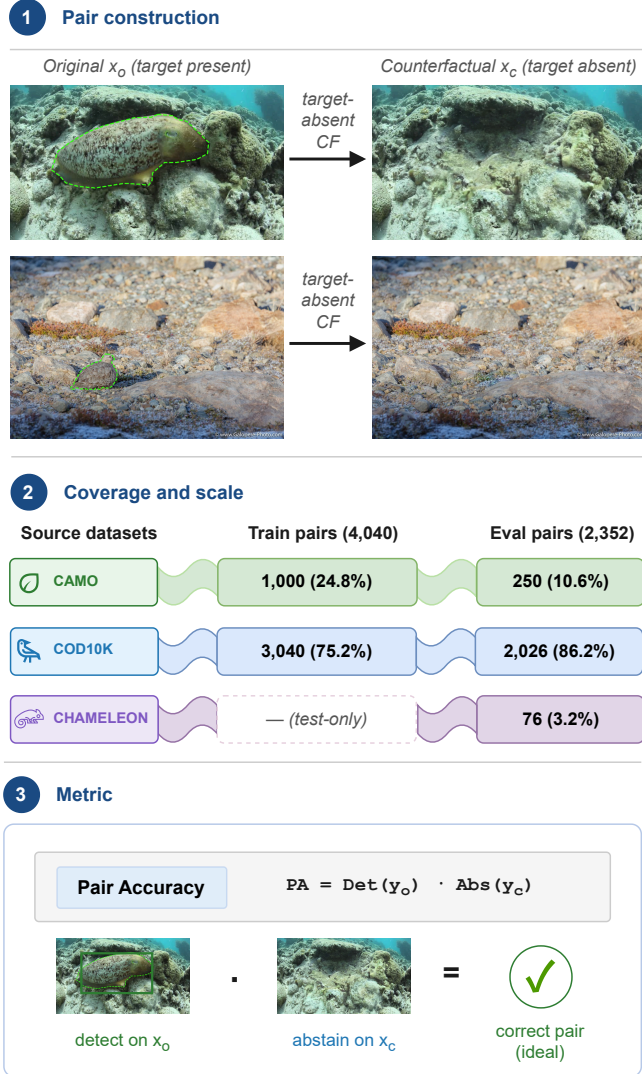 1 Pair construction
Original x_o (target present)
Counterfactual x_c (target absent)
target-
absent
CF
target-
absent
CF
2 Coverage and scale
Source datasets
Train pairs (4,040)
Eval pairs (2,352)
CAMO
1,000 (24.8%)
250 (10.6%)
COD10K
3,040 (75.2%)
2,026 (86.2%)
CHAMELEON
— (test-only)
76 (3.2%)
3 Metric
Pair Accuracy
PA = Det(y_o) · Abs(y_c)
·
=
✓
detect on x_o
abstain on x_c
correct pair
(ideal)